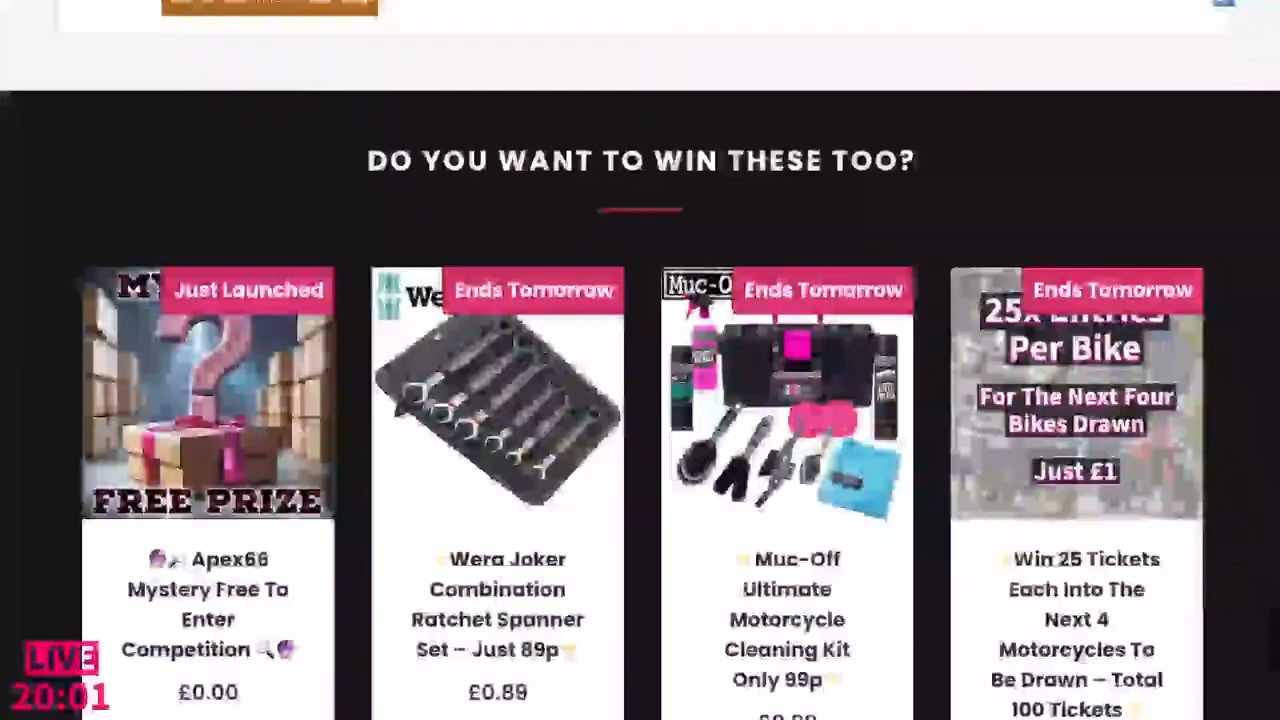 DO YOU WANT TO WIN THESE TOO?
MY
Just Launched
FREE PRIZE
Apex66
Mystery Free To
Enter
Competition
£0.00
We
Ends Tomorrow
Wera Joker
Combination
Ratchet Spanner
Set – Just 89p
£0.89
Muc-O
Ends Tomorrow
Muc-Off
Ultimate
Motorcycle
Cleaning Kit
Only 99p
Ends Tomorrow
25x Entries
Per Bike
For The Next Four
Bikes Drawn
Just £1
Win 25 Tickets
Each Into The
Next 4
Motorcycles To
Be Drawn – Total
100 Tickets
LIVE
20:01